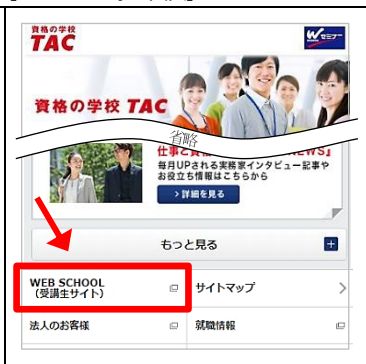 資格の学校
TAC
Wセミナー
資格の学校 TAC
省略
毎月UPされる実務家インタビュー記事や
お役立ち情報はこちらから
>詳細を見る
もっと見る
WEB SCHOOL
(受講生サイト)
サイトマップ
法人のお客様
就職情報